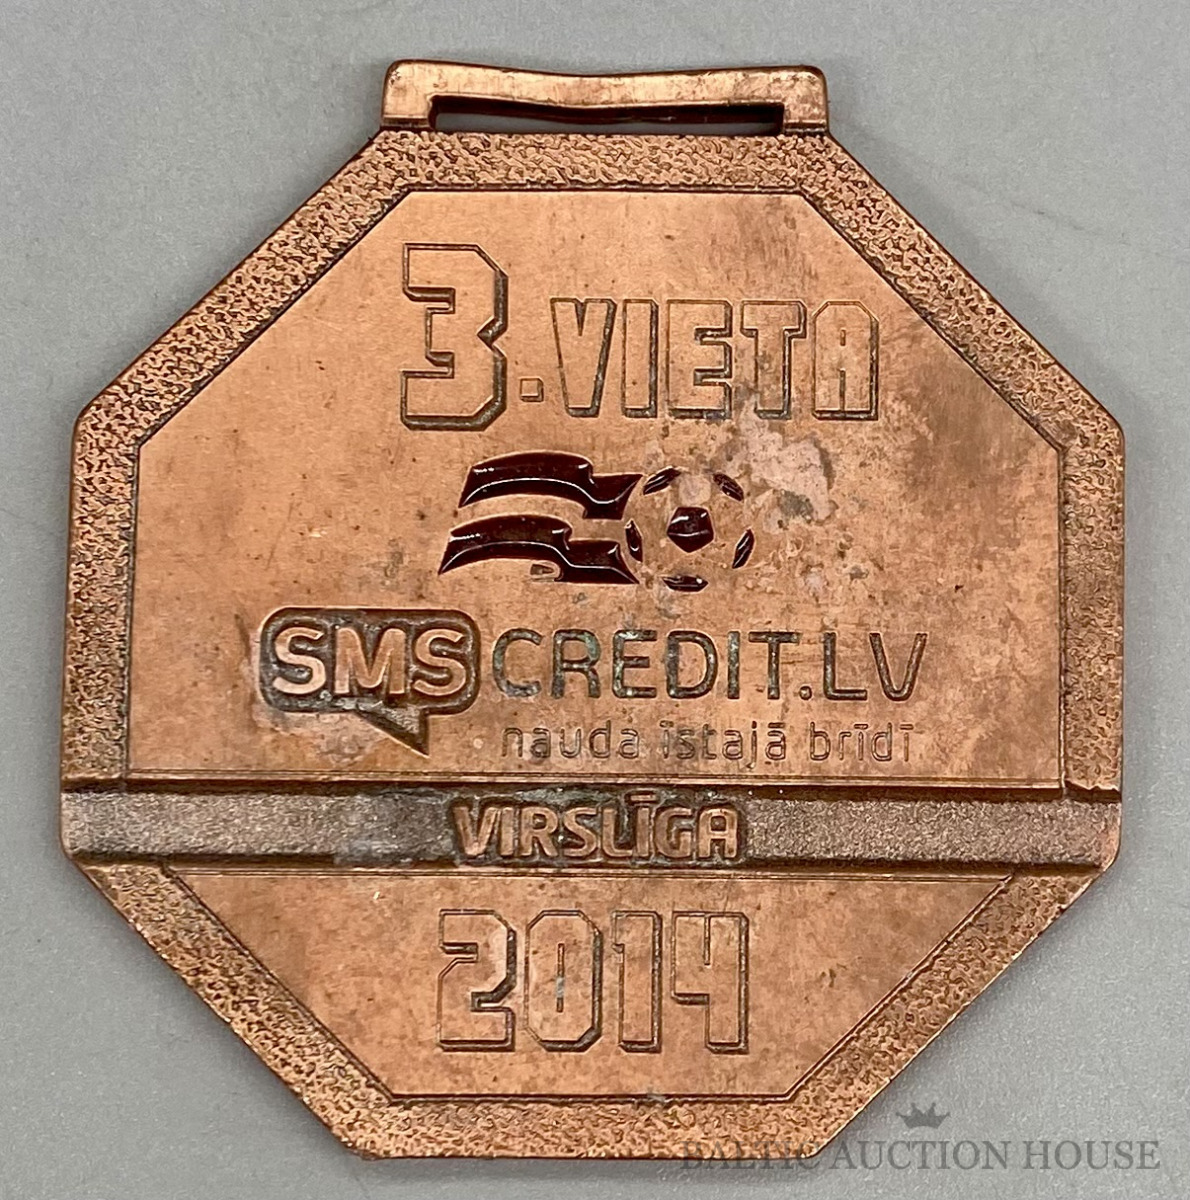 3. VIETA
SMS CREDIT.LV
nauda īstajā brīdī
VIRSLĪGA
2014
BALTIC AUCTION HOUSE